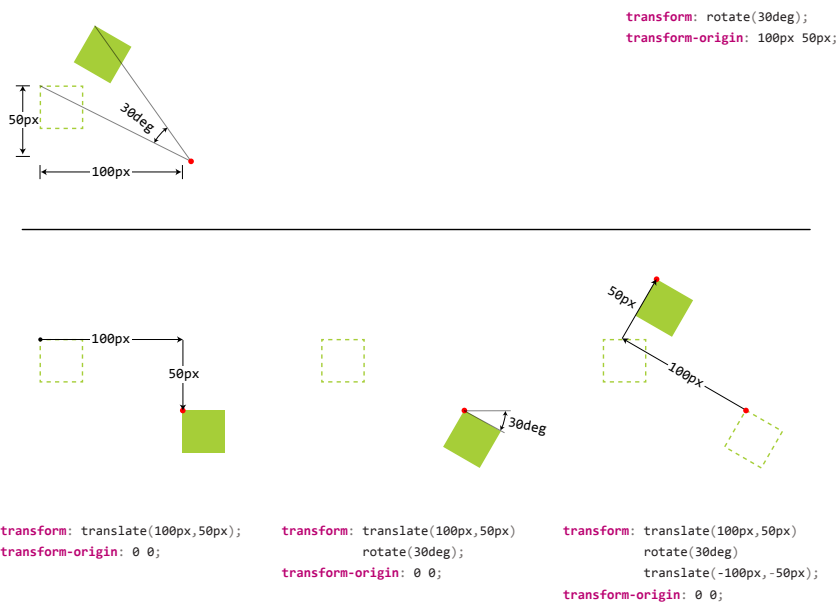 transform: rotate(30deg);
transform-origin: 100px 50px;
30deg
50px
100px
50px
100px
100px
50px
50px
30deg
transform: translate(100px,50px);
transform-origin: 0 0;
transform: translate(100px,50px)
rotate(30deg);
transform-origin: 0 0;
transform: translate(100px,50px)
rotate(30deg)
translate(-100px,-50px);
transform-origin: 0 0;